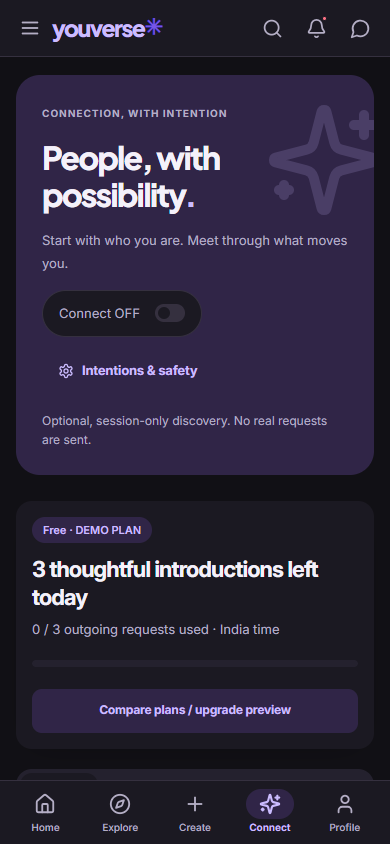 youverse
CONNECTION, WITH INTENTION
People, with
possibility.
Start with who you are. Meet through what moves
you.
Connect OFF
Intentions & safety
Optional, session-only discovery. No real requests
are sent.
Free · DEMO PLAN
3 thoughtful introductions left
today
0 / 3 outgoing requests used · India time
Compare plans / upgrade preview
Home
Explore
Create
Connect
Profile